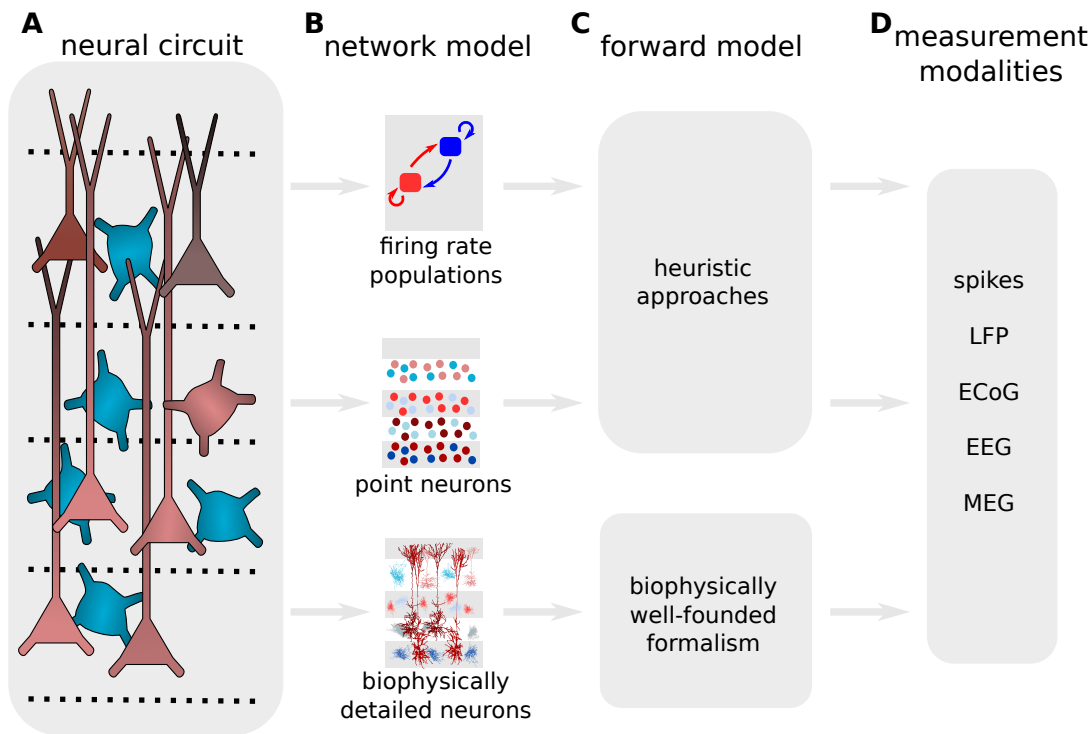 A
neural circuit
B
network model
firing rate
populations
point neurons
biophysically
detailed neurons
C
forward model
heuristic
approaches
biophysically
well-founded
formalism
D
measurement
modalities
spikes
LFP
ECoG
EEG
MEG